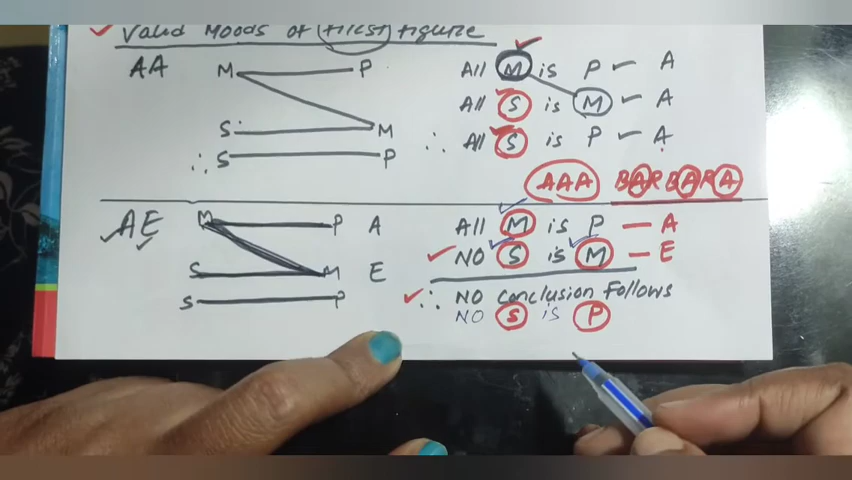 Valid Moods of first figure
AA M P All M is P A
All S is M A
S M
∴ S P ∴ All S is P A
AAA BARBARA
AE M P A All M is P — A
S M E NO S is M — E
S P ∴ NO Conclusion Follows
NO S is P